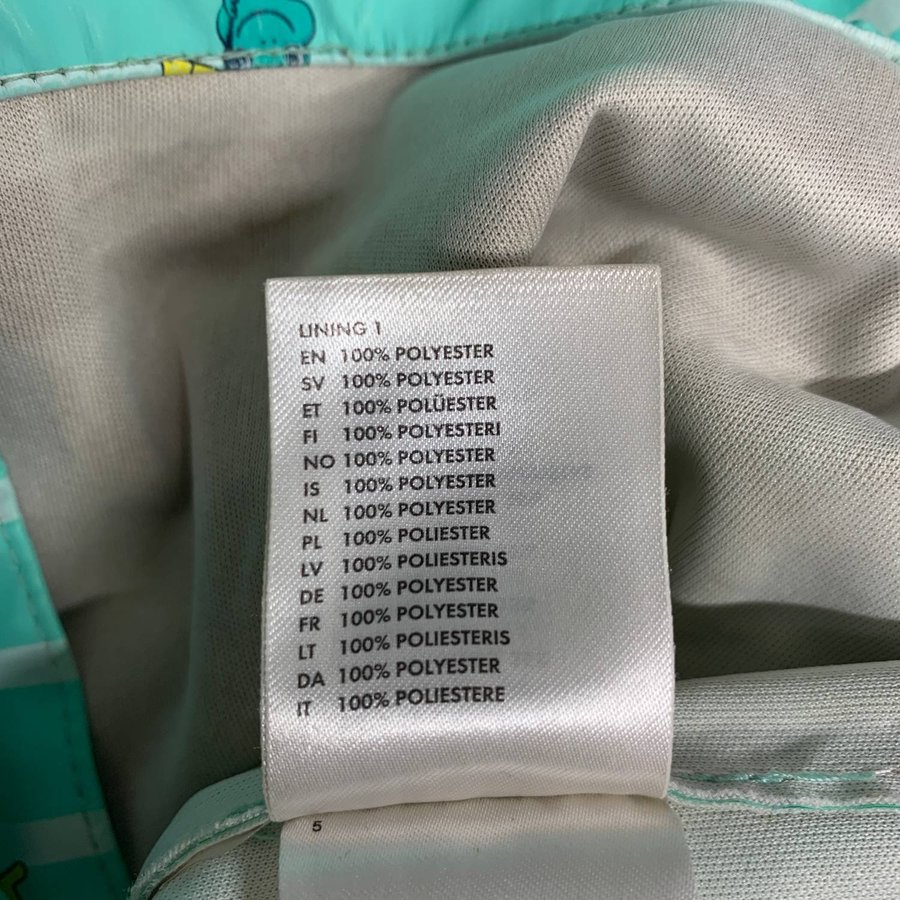 LINING 1
EN 100% POLYESTER
SV 100% POLYESTER
ET 100% POLÜESTER
FI 100% POLYESTERI
NO 100% POLYESTER
IS 100% POLYESTER
NL 100% POLYESTER
PL 100% POLIESTER
LV 100% POLIESTERIS
DE 100% POLYESTER
FR 100% POLYESTER
LT 100% POLIESTERIS
DA 100% POLYESTER
IT 100% POLIESTERE
5